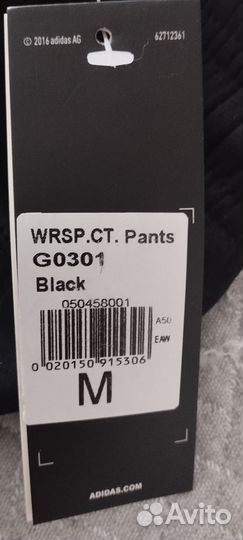 © 2016 adidas AG 62712361
WRSP.CT. Pants
G0301
Black
050458001
A50
EAW
0 020150 915306
M
ADIDAS.COM
Avito